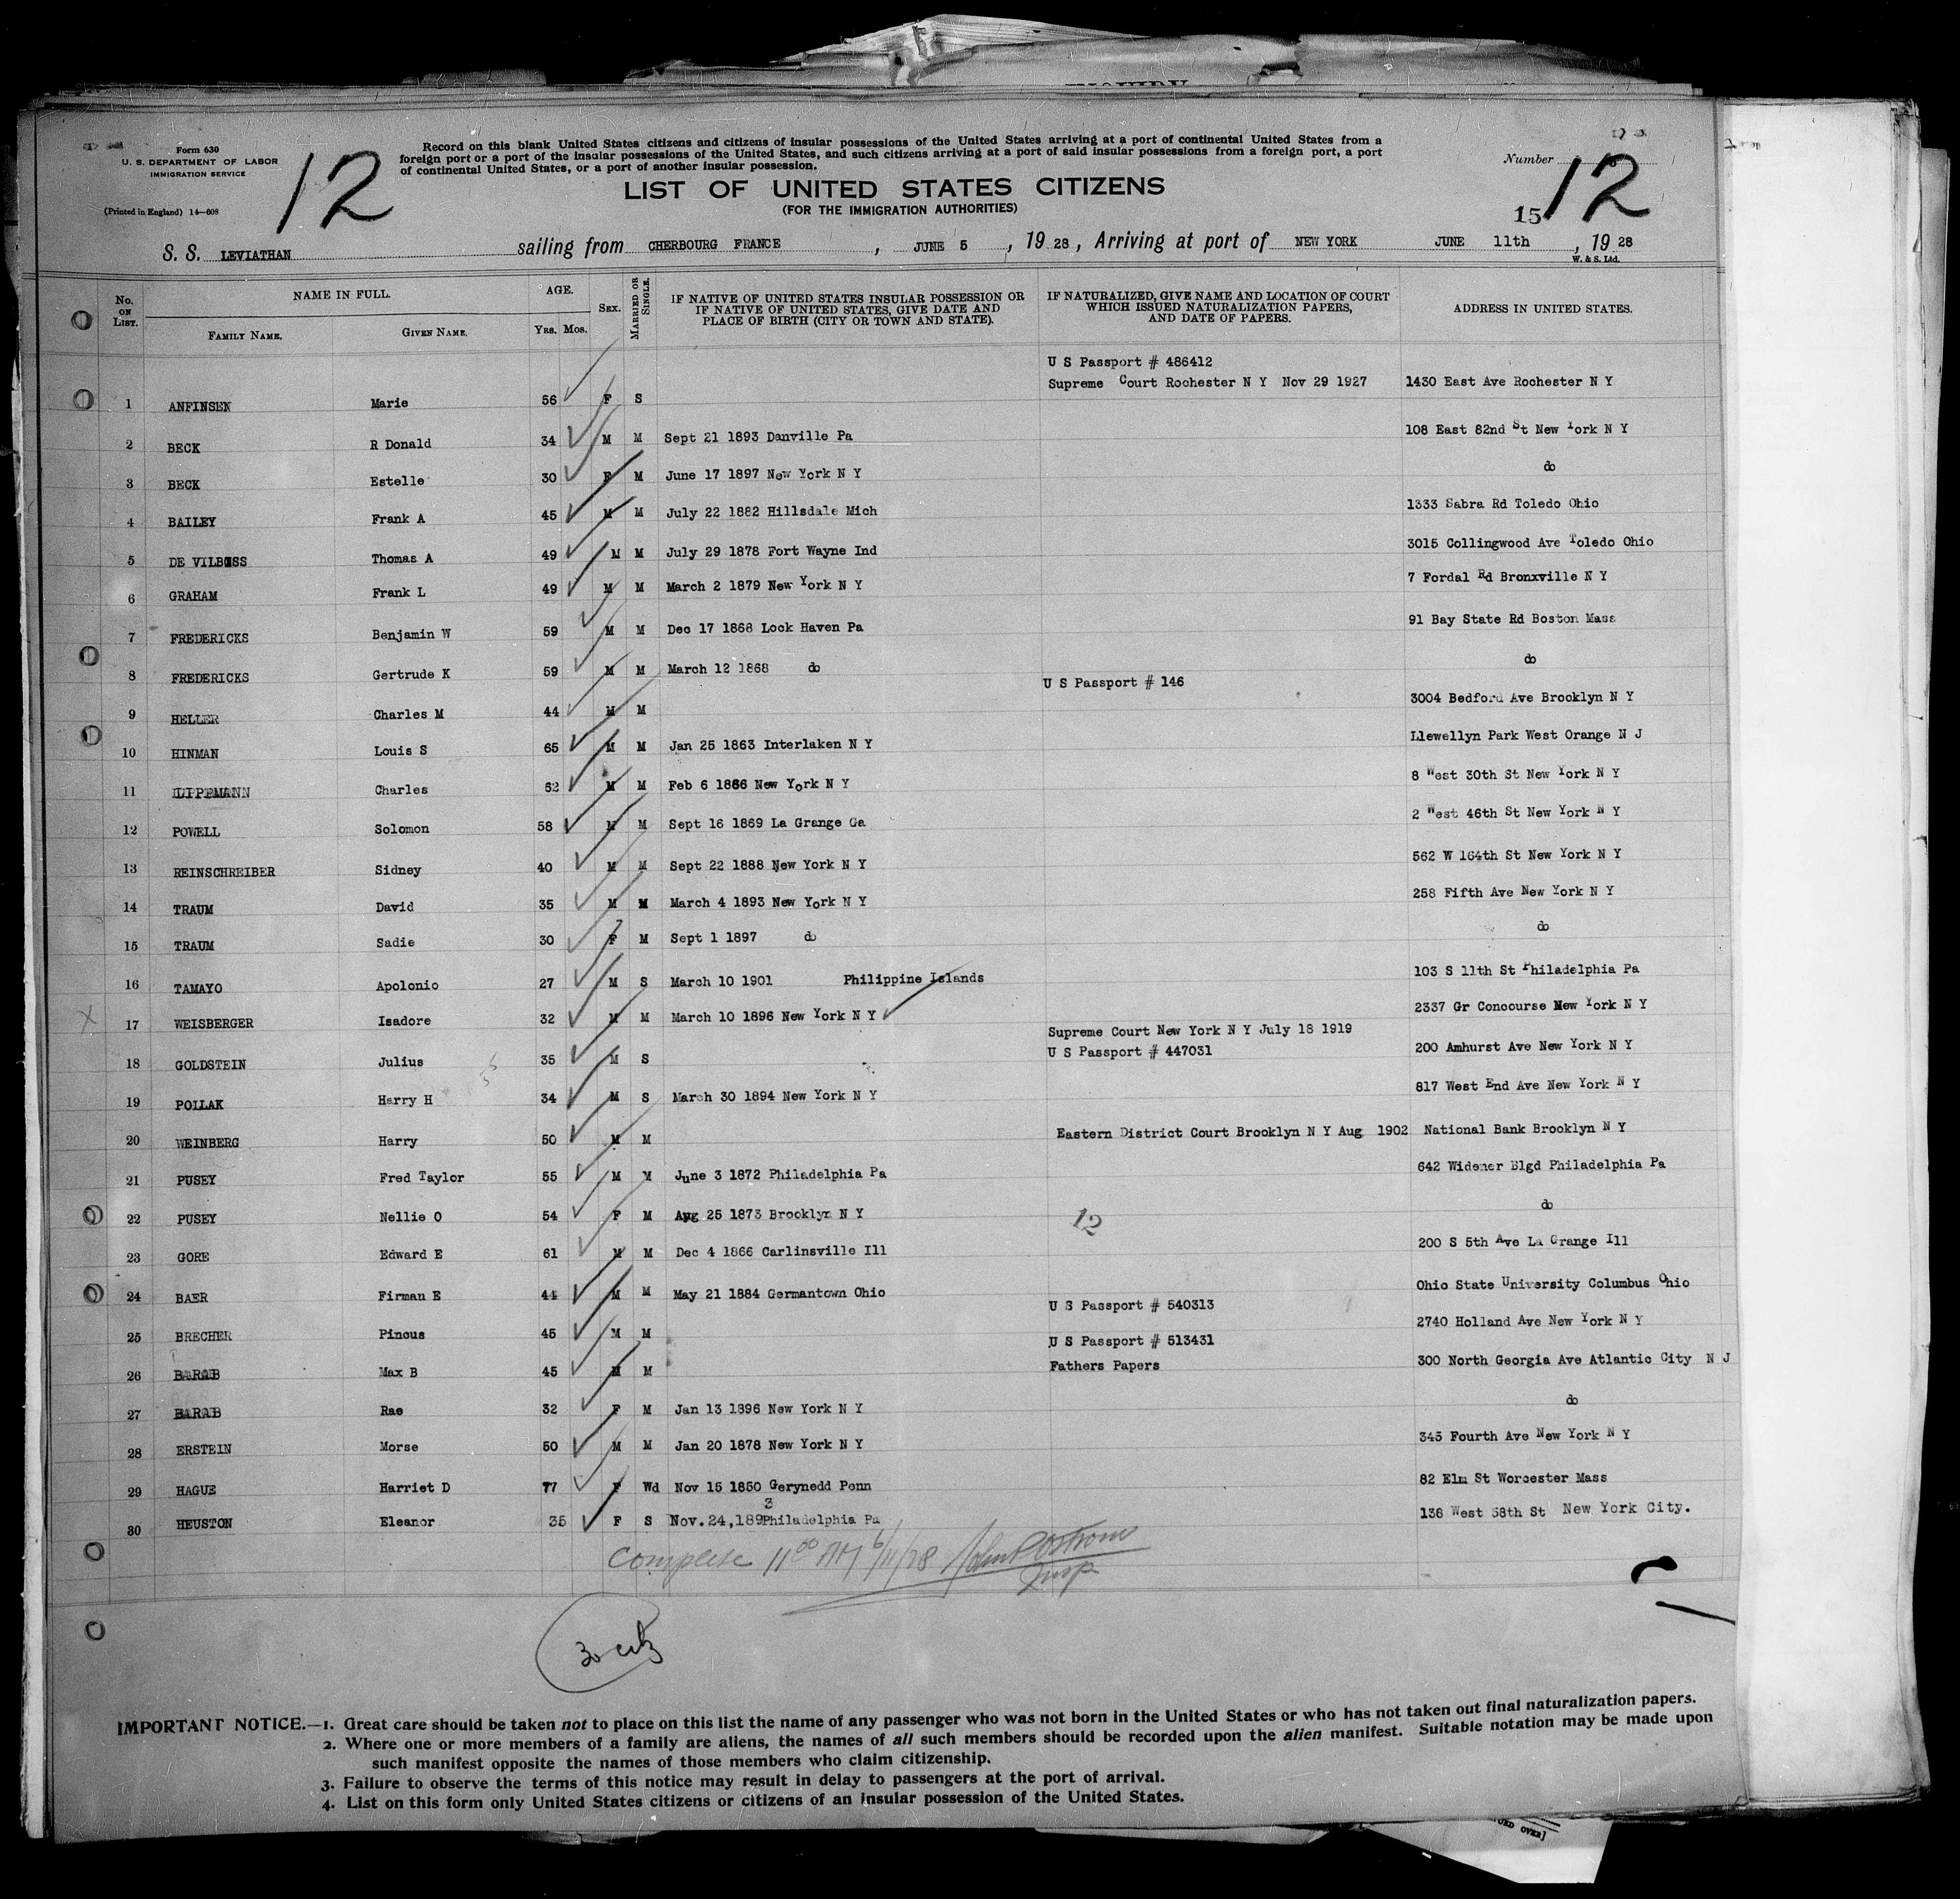 Form 630
U. S. DEPARTMENT OF LABOR
IMMIGRATION SERVICE
(Printed in England) 14—608
12
Record on this blank United States citizens and citizens of insular possessions of the United States arriving at a port of continental United States from a
foreign port or a port of the insular possessions of the United States, and such citizens arriving at a port of said insular possessions from a foreign port, a port
of continental United States, or a port of another insular possession.
LIST OF UNITED STATES CITIZENS
(FOR THE IMMIGRATION AUTHORITIES)
Number
15 12
S. S. LEVIATHAN sailing from CHERBOURG FRANCE, JUNE 5, 19 28, Arriving at port of NEW YORK JUNE 11th, 19 28
W. & S. Ltd.
No. ON LIST. NAME IN FULL. FAMILY NAME. GIVEN NAME. AGE. YRS. MOS. SEX. MARRIED OR SINGLE. IF NATIVE OF UNITED STATES INSULAR POSSESSION OR IF NATIVE OF UNITED STATES, GIVE DATE AND PLACE OF BIRTH (CITY OR TOWN AND STATE). IF NATURALIZED, GIVE NAME AND LOCATION OF COURT WHICH ISSUED NATURALIZATION PAPERS, AND DATE OF PAPERS. ADDRESS IN UNITED STATES.
U S Passport # 486412
1 ANFINSEN Marie 56 F S Supreme Court Rochester N Y Nov 29 1927 1430 East Ave Rochester N Y
2 BECK R Donald 34 M M Sept 21 1893 Danville Pa 108 East 82nd St New York N Y
3 BECK Estelle 30 F M June 17 1897 New York N Y do
4 BAILEY Frank A 45 M M July 22 1882 Hillsdale Mich 1333 Sabra Rd Toledo Ohio
5 DE VILBISS Thomas A 49 M M July 29 1878 Fort Wayne Ind 3015 Collingwood Ave Toledo Ohio
6 GRAHAM Frank L 49 M M March 2 1879 New York N Y 7 Fordal Rd Bronxville N Y
7 FREDERICKS Benjamin W 59 M M Dec 17 1868 Lock Haven Pa 91 Bay State Rd Boston Mass
8 FREDERICKS Gertrude K 59 M M March 12 1868 do do
U S Passport # 146
9 HELLER Charles M 44 M M 3004 Bedford Ave Brooklyn N Y
10 HINMAN Louis S 65 M M Jan 25 1863 Interlaken N Y Llewellyn Park West Orange N J
11 LIPPMANN Charles 62 M M Feb 6 1866 New York N Y 8 West 30th St New York N Y
12 POWELL Solomon 58 M M Sept 16 1869 La Grange Ga 2 West 46th St New York N Y
13 REINSCHREIBER Sidney 40 M M Sept 22 1888 New York N Y 562 W 164th St New York N Y
14 TRAUM David 35 M M March 4 1893 New York N Y 258 Fifth Ave New York N Y
15 TRAUM Sadie 30 F M Sept 1 1897 do do
16 TAMAYO Apolonio 27 M S March 10 1901 Philippine Islands 103 S 11th St Philadelphia Pa
X 17 WEISBERGER Isadore 32 M M March 10 1896 New York N Y 2337 Gr Concourse New York N Y
Supreme Court New York N Y July 18 1919
18 GOLDSTEIN Julius 35 M S U S Passport # 447031 200 Amhurst Ave New York N Y
19 POLLAK Harry H 34 M S March 30 1894 New York N Y 817 West End Ave New York N Y
20 WEINBERG Harry 50 M M Eastern District Court Brooklyn N Y Aug 1902 National Bank Brooklyn N Y
21 PUSEY Fred Taylor 55 M M June 3 1872 Philadelphia Pa 642 Widener Blgd Philadelphia Pa
22 PUSEY Nellie O 54 F M Aug 25 1873 Brooklyn N Y 12 do
23 GORE Edward E 61 M M Dec 4 1866 Carlinsville Ill 200 S 5th Ave La Grange Ill
24 BAER Firman E 44 M M May 21 1884 Germantown Ohio Ohio State University Columbus Ohio
U S Passport # 540313
25 BRECHER Pincus 45 M M 2740 Holland Ave New York N Y
U S Passport # 513431
26 BARAB Max B 45 M M Fathers Papers 300 North Georgia Ave Atlantic City N J
27 BARAB Rae 32 F M Jan 13 1896 New York N Y do
28 ERSTEIN Morse 50 M M Jan 20 1878 New York N Y 345 Fourth Ave New York N Y
29 HAGUE Harriet D 77 F Wd Nov 15 1850 Gerynedd Penn 82 Elm St Worcester Mass
30 HEUSTON Eleanor 35 F S Nov.24,1893 Philadelphia Pa 136 West 58th St New York City.
Complete 11 00 AM 6/11/28 Insp.
IMPORTANT NOTICE.—1. Great care should be taken not to place on this list the name of any passenger who was not born in the United States or who has not taken out final naturalization papers.
2. Where one or more members of a family are aliens, the names of all such members should be recorded upon the alien manifest. Suitable notation may be made upon
such manifest opposite the names of those members who claim citizenship.
3. Failure to observe the terms of this notice may result in delay to passengers at the port of arrival.
4. List on this form only United States citizens or citizens of an insular possession of the United States.